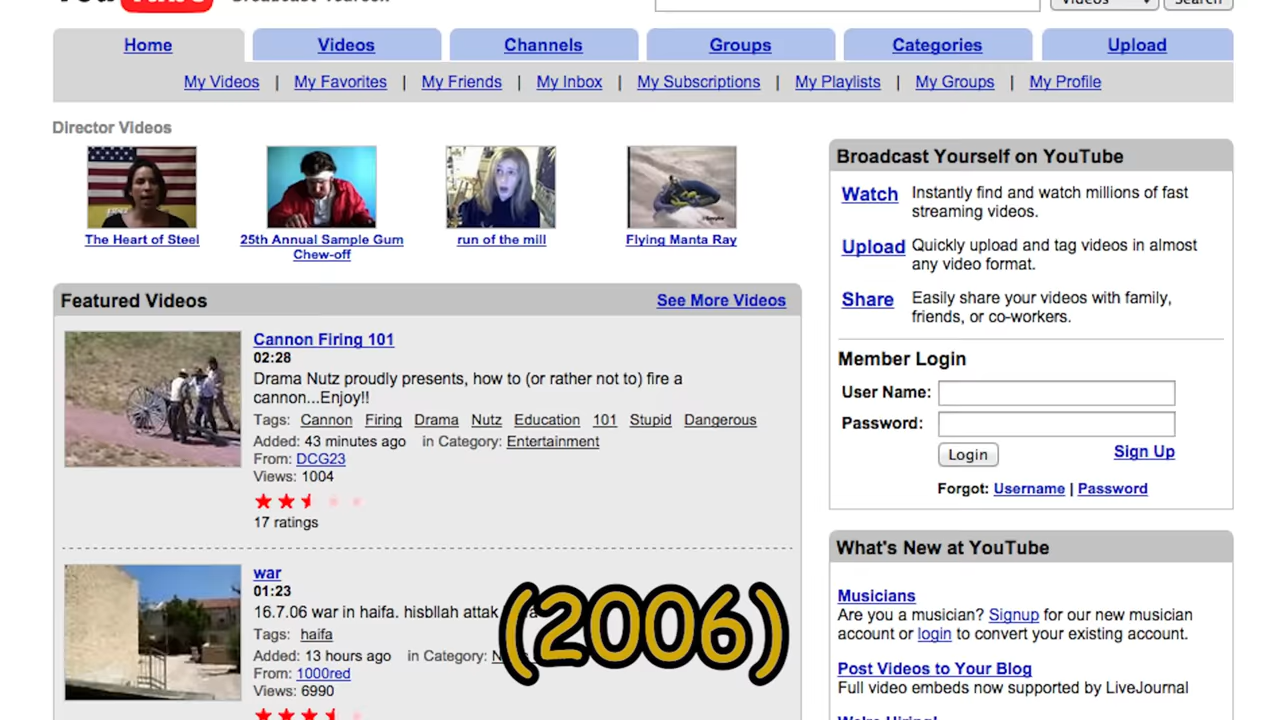 Broadcast Yourself
Videos
Search
Home
Videos
Channels
Groups
Categories
Upload
My Videos | My Favorites | My Friends | My Inbox | My Subscriptions | My Playlists | My Groups | My Profile
Director Videos
The Heart of Steel
25th Annual Sample Gum
Chew-off
run of the mill
Flying Manta Ray
Featured Videos
See More Videos
Cannon Firing 101
02:28
Drama Nutz proudly presents, how to (or rather not to) fire a
cannon...Enjoy!!
Tags: Cannon Firing Drama Nutz Education 101 Stupid Dangerous
Added: 43 minutes ago in Category: Entertainment
From: DCG23
Views: 1004
17 ratings
war
01:23
16.7.06 war in haifa. hisbllah attak
Tags: haifa
Added: 13 hours ago in Category:
From: 1000red
Views: 6990
(2006)
Broadcast Yourself on YouTube
Watch Instantly find and watch millions of fast
streaming videos.
Upload Quickly upload and tag videos in almost
any video format.
Share Easily share your videos with family,
friends, or co-workers.
Member Login
User Name:
Password:
Login
Sign Up
Forgot: Username | Password
What's New at YouTube
Musicians
Are you a musician? Signup for our new musician
account or login to convert your existing account.
Post Videos to Your Blog
Full video embeds now supported by LiveJournal
We're Hiring!